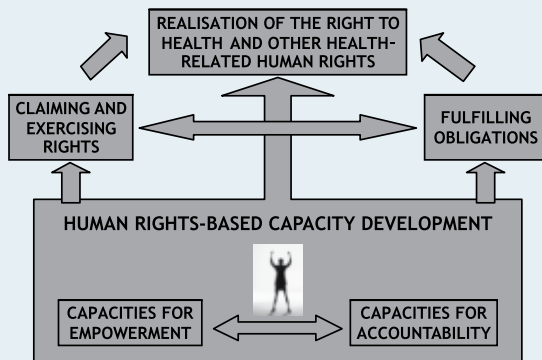 REALISATION OF THE RIGHT TO
HEALTH AND OTHER HEALTH-
RELATED HUMAN RIGHTS
CLAIMING AND
EXERCISING
RIGHTS
FULFILLING
OBLIGATIONS
HUMAN RIGHTS-BASED CAPACITY DEVELOPMENT
CAPACITIES FOR
EMPOWERMENT
CAPACITIES FOR
ACCOUNTABILITY